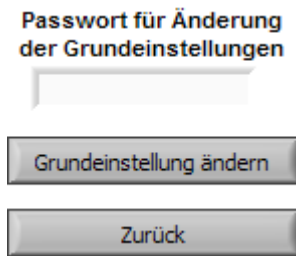 Passwort für Änderung
der Grundeinstellungen
Grundeinstellung ändern
Zurück